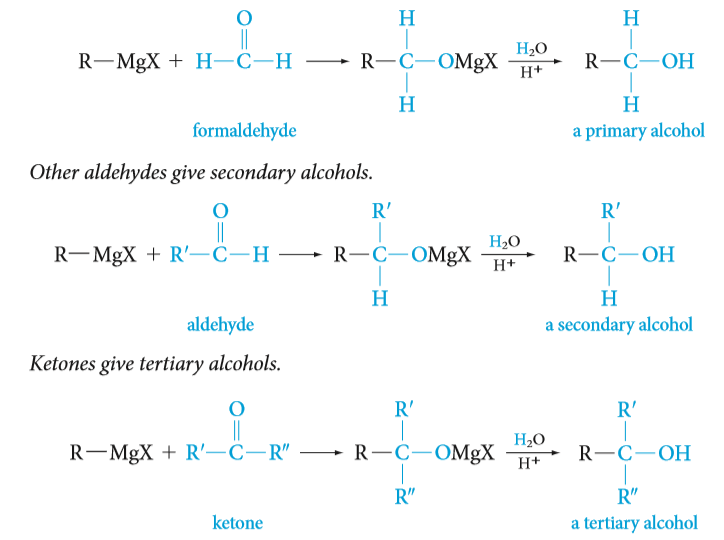 O
H
H
R—MgX + H—C—H ⟶ R—C—OMgX H₂O H⁺ ⟶ R—C—OH
H
H
formaldehyde
a primary alcohol
Other aldehydes give secondary alcohols.
O
R′
R′
R—MgX + R′—C—H ⟶ R—C—OMgX H₂O H⁺ ⟶ R—C—OH
H
H
aldehyde
a secondary alcohol
Ketones give tertiary alcohols.
O
R′
R′
R—MgX + R′—C—R″ ⟶ R—C—OMgX H₂O H⁺ ⟶ R—C—OH
R″
R″
ketone
a tertiary alcohol